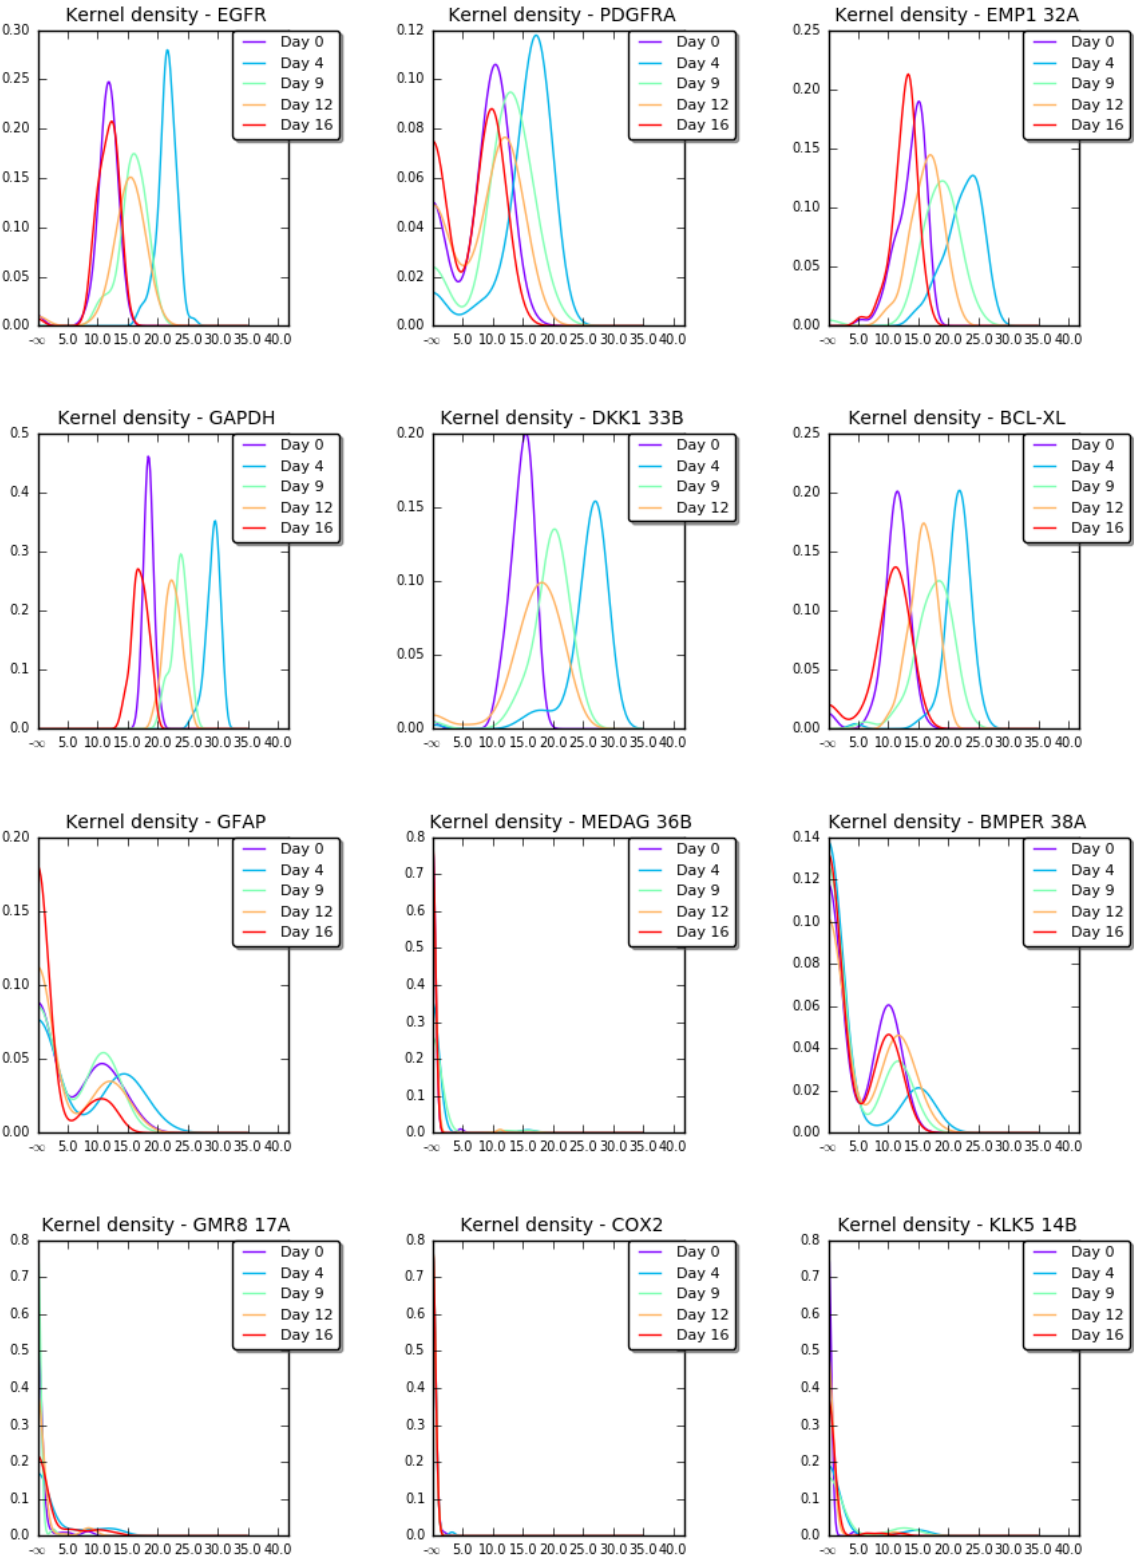 Kernel density - EGFR
0.30
0.25
0.20
0.15
0.10
0.05
0.00
-∞ 5.0 10.0 15.0 20.0 25.0 30.0 35.0 40.0
Day 0
Day 4
Day 9
Day 12
Day 16
Kernel density - PDGFRA
0.12
0.10
0.08
0.06
0.04
0.02
0.00
-∞ 5.0 10.0 15.0 20.0 25.0 30.0 35.0 40.0
Day 0
Day 4
Day 9
Day 12
Day 16
Kernel density - EMP1 32A
0.25
0.20
0.15
0.10
0.05
0.00
-∞ 5.0 10.0 15.0 20.0 25.0 30.0 35.0 40.0
Day 0
Day 4
Day 9
Day 12
Day 16
Kernel density - GAPDH
0.5
0.4
0.3
0.2
0.1
0.0
-∞ 5.0 10.0 15.0 20.0 25.0 30.0 35.0 40.0
Day 0
Day 4
Day 9
Day 12
Day 16
Kernel density - DKK1 33B
0.20
0.15
0.10
0.05
0.00
-∞ 5.0 10.0 15.0 20.0 25.0 30.0 35.0 40.0
Day 0
Day 4
Day 9
Day 12
Kernel density - BCL-XL
0.25
0.20
0.15
0.10
0.05
0.00
-∞ 5.0 10.0 15.0 20.0 25.0 30.0 35.0 40.0
Day 0
Day 4
Day 9
Day 12
Day 16
Kernel density - GFAP
0.20
0.15
0.10
0.05
0.00
-∞ 5.0 10.0 15.0 20.0 25.0 30.0 35.0 40.0
Day 0
Day 4
Day 9
Day 12
Day 16
Kernel density - MEDAG 36B
0.8
0.7
0.6
0.5
0.4
0.3
0.2
0.1
0.0
-∞ 5.0 10.0 15.0 20.0 25.0 30.0 35.0 40.0
Day 0
Day 4
Day 9
Day 12
Day 16
Kernel density - BMPER 38A
0.14
0.12
0.10
0.08
0.06
0.04
0.02
0.00
-∞ 5.0 10.0 15.0 20.0 25.0 30.0 35.0 40.0
Day 0
Day 4
Day 9
Day 12
Day 16
Kernel density - GMR8 17A
0.8
0.7
0.6
0.5
0.4
0.3
0.2
0.1
0.0
-∞ 5.0 10.0 15.0 20.0 25.0 30.0 35.0 40.0
Day 0
Day 4
Day 9
Day 12
Day 16
Kernel density - COX2
0.8
0.7
0.6
0.5
0.4
0.3
0.2
0.1
0.0
-∞ 5.0 10.0 15.0 20.0 25.0 30.0 35.0 40.0
Day 0
Day 4
Day 9
Day 12
Day 16
Kernel density - KLK5 14B
0.8
0.7
0.6
0.5
0.4
0.3
0.2
0.1
0.0
-∞ 5.0 10.0 15.0 20.0 25.0 30.0 35.0 40.0
Day 0
Day 4
Day 9
Day 12
Day 16